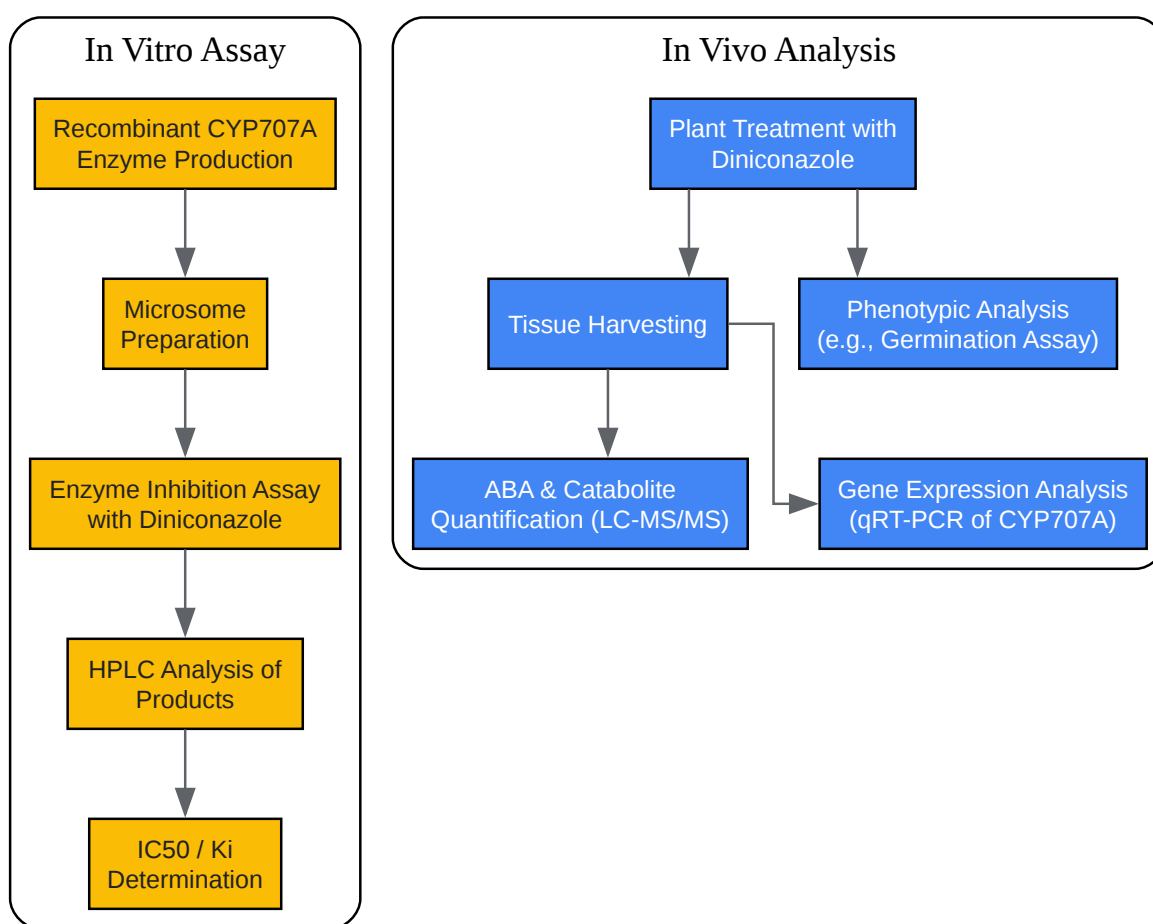 In Vitro Assay
Recombinant CYP707A
Enzyme Production
Microsome
Preparation
Enzyme Inhibition Assay
with Diniconazole
HPLC Analysis of
Products
IC50 / Ki
Determination
In Vivo Analysis
Plant Treatment with
Diniconazole
Tissue Harvesting
Phenotypic Analysis
(e.g., Germination Assay)
ABA & Catabolite
Quantification (LC-MS/MS)
Gene Expression Analysis
(qRT-PCR of CYP707A)